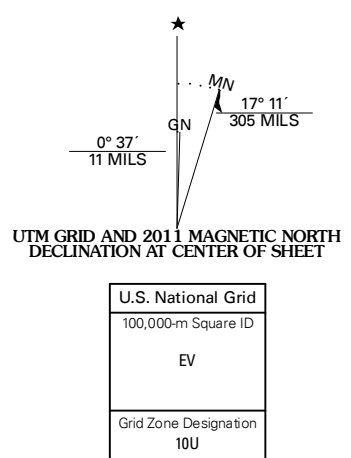 MN
GN
17° 11´
305 MILS
0° 37´
11 MILS
UTM GRID AND 2011 MAGNETIC NORTH
DECLINATION AT CENTER OF SHEET
U.S. National Grid
100,000-m Square ID
EV
Grid Zone Designation
10U